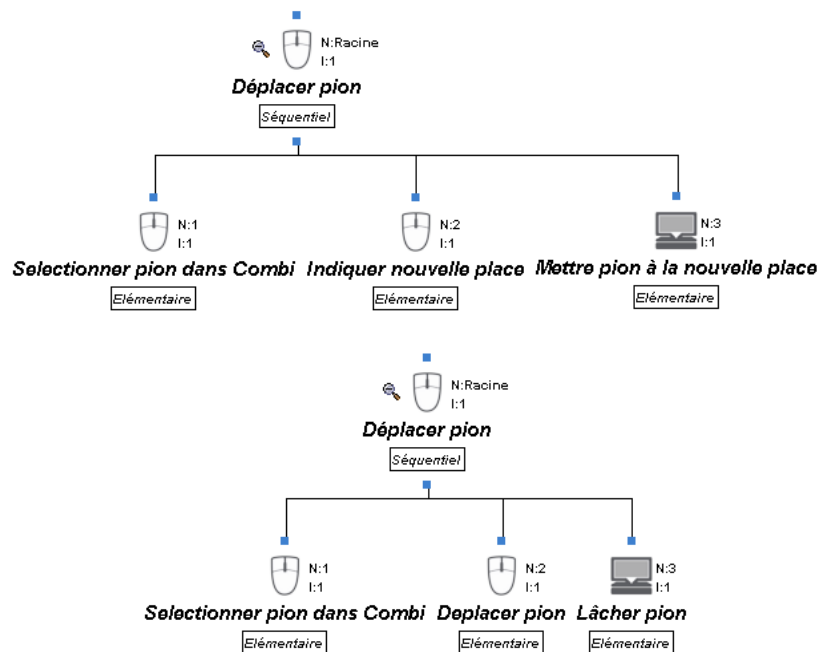 N:Racine
I:1
Déplacer pion
Séquentiel
N:1
I:1
N:2
I:1
N:3
I:1
Selectionner pion dans Combi Indiquer nouvelle place Mettre pion à la nouvelle place
Elémentaire Elémentaire Elémentaire
N:Racine
I:1
Déplacer pion
Séquentiel
N:1
I:1
N:2
I:1
N:3
I:1
Selectionner pion dans Combi Deplacer pion Lâcher pion
Elémentaire Elémentaire Elémentaire